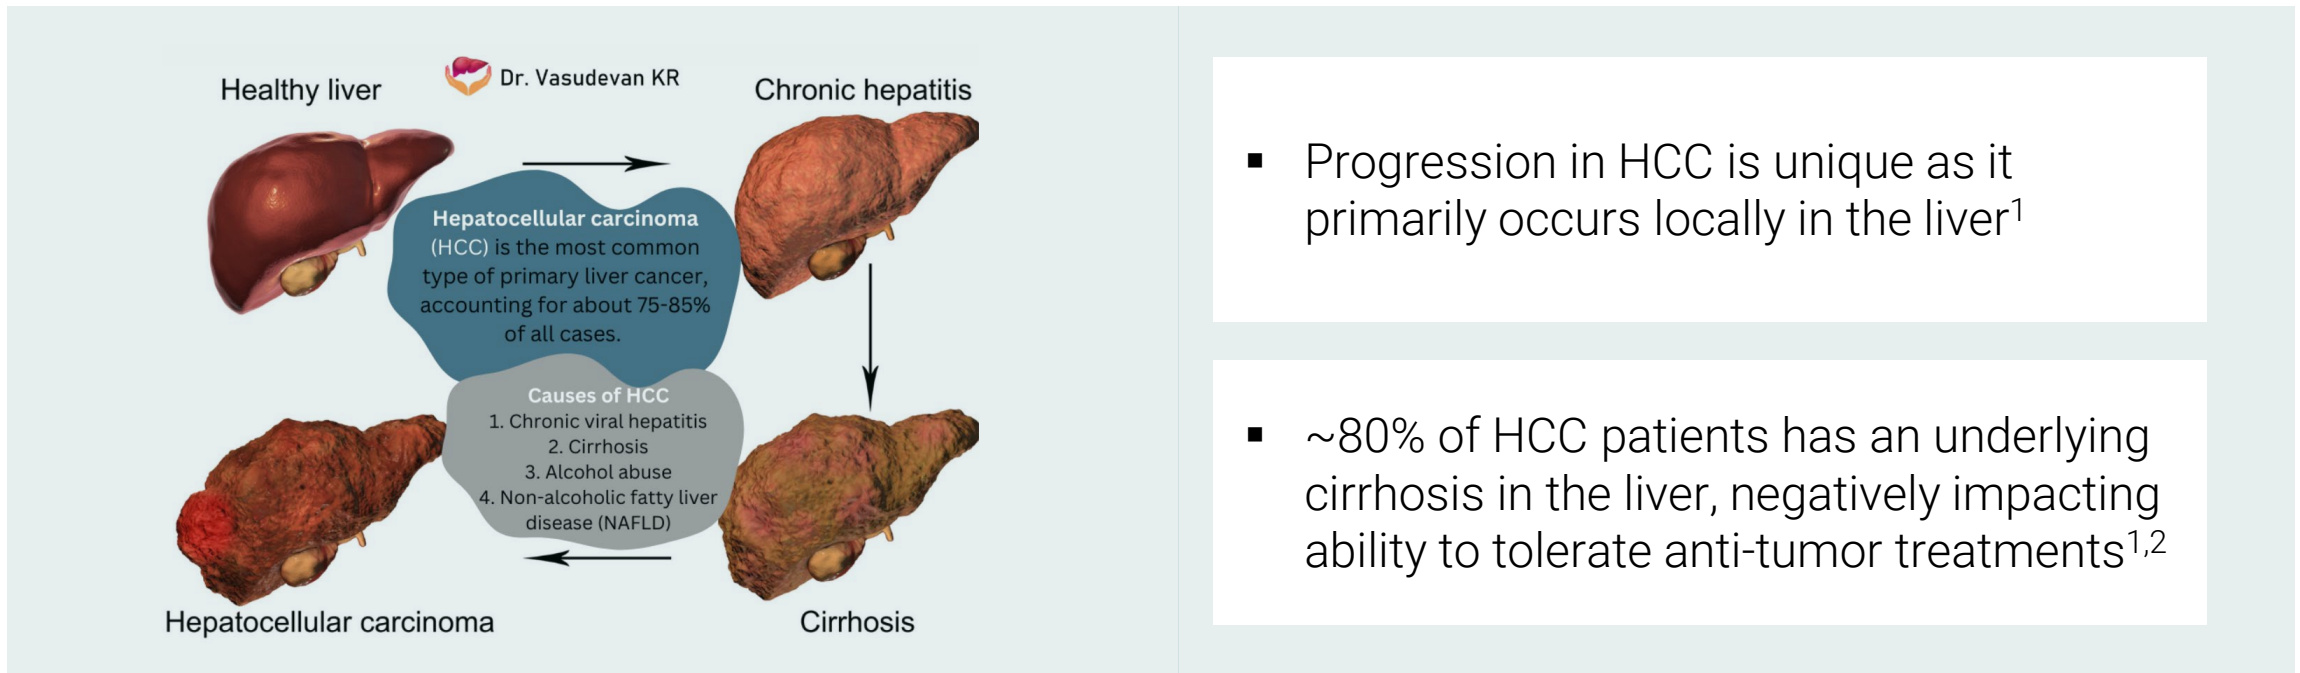 Healthy liver
Dr. Vasudevan KR
Chronic hepatitis
Hepatocellular carcinoma
(HCC) is the most common
type of primary liver cancer,
accounting for about 75-85%
of all cases.
Causes of HCC
1. Chronic viral hepatitis
2. Cirrhosis
3. Alcohol abuse
4. Non-alcoholic fatty liver
disease (NAFLD)
Hepatocellular carcinoma
Cirrhosis
▪ Progression in HCC is unique as it
primarily occurs locally in the liver¹
▪ ~80% of HCC patients has an underlying
cirrhosis in the liver, negatively impacting
ability to tolerate anti-tumor treatments¹,²